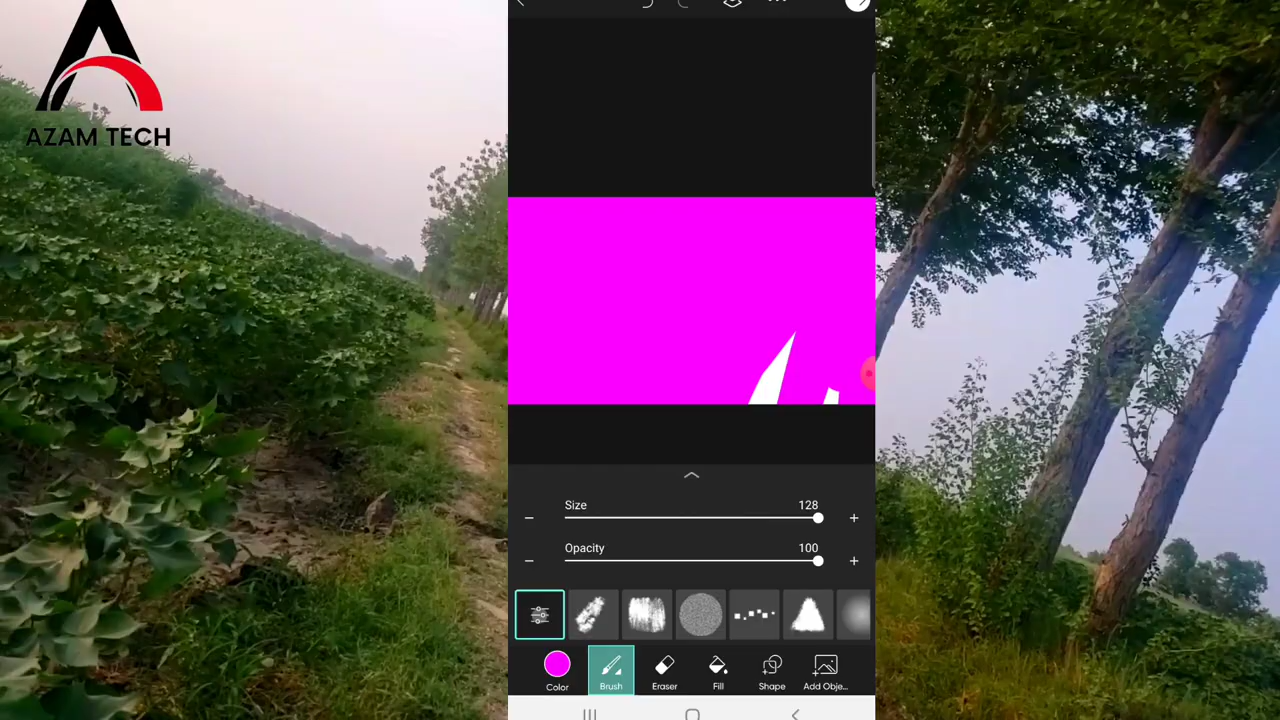 AZAM TECH
Size 128
Opacity 100
Color Brush Eraser Fill Shape Add Obje...